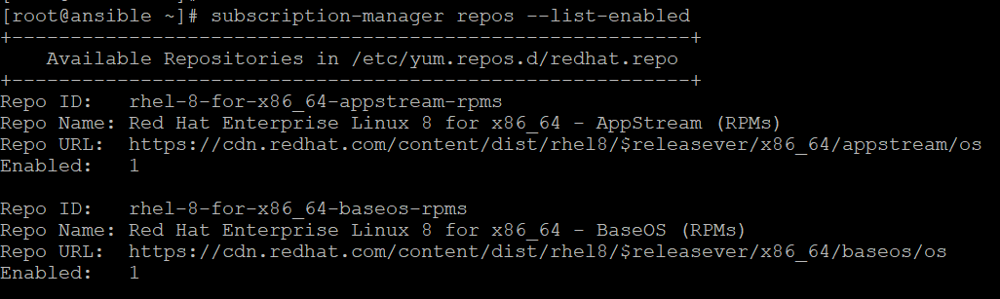 [root@ansible ~]# subscription-manager repos --list-enabled
+----------------------------------------------------------+
    Available Repositories in /etc/yum.repos.d/redhat.repo
+----------------------------------------------------------+
Repo ID:   rhel-8-for-x86_64-appstream-rpms
Repo Name: Red Hat Enterprise Linux 8 for x86_64 - AppStream (RPMs)
Repo URL:  https://cdn.redhat.com/content/dist/rhel8/$releasever/x86_64/appstream/os
Enabled:   1

Repo ID:   rhel-8-for-x86_64-baseos-rpms
Repo Name: Red Hat Enterprise Linux 8 for x86_64 - BaseOS (RPMs)
Repo URL:  https://cdn.redhat.com/content/dist/rhel8/$releasever/x86_64/baseos/os
Enabled:   1